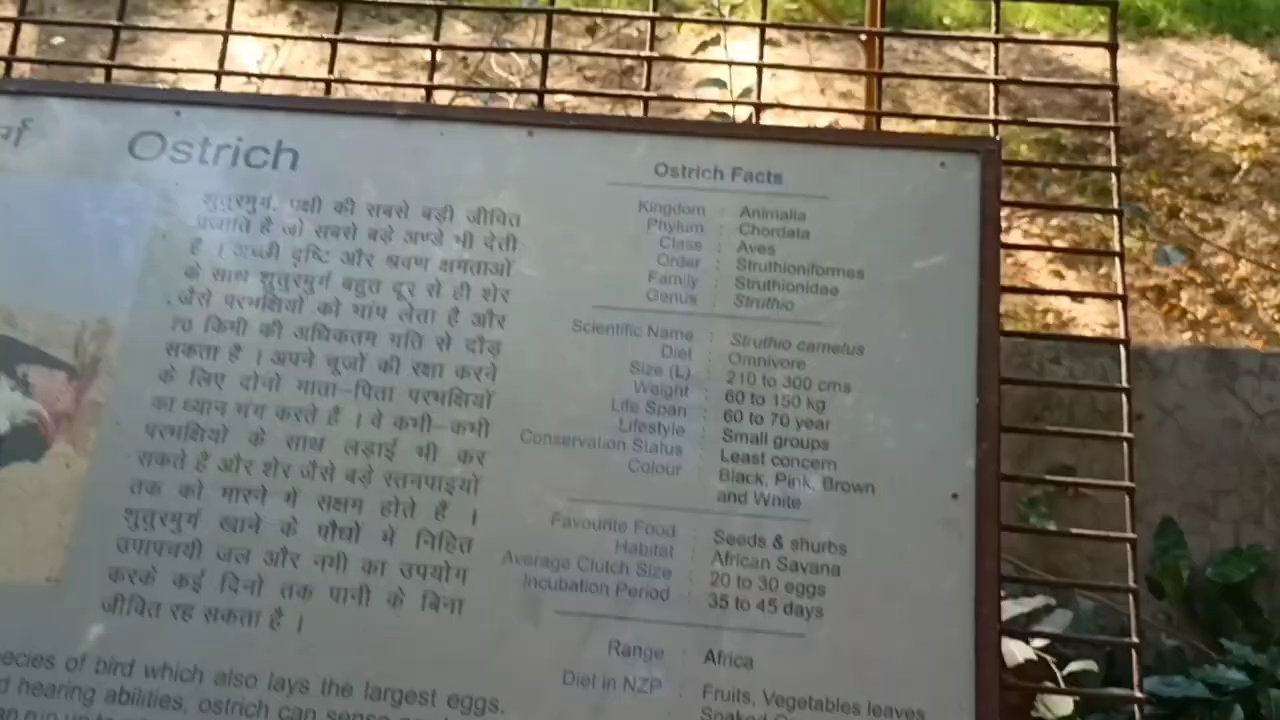 र्ग
Ostrich
शुतुरमुर्ग, पक्षी की सबसे बड़ी जीवित
प्रजाति है जो सबसे बड़े अण्डे भी देती
है । अच्छी दृष्टि और श्रवण क्षमताओं
के साथ शुतुरमुर्ग बहुत दूर से ही शेर
जैसे परभक्षियों को भांप लेता है और
70 किमी की अधिकतम गति से दौड़
सकता है । अपने चूजों की रक्षा करने
के लिए दोनों माता-पिता परभक्षियों
का ध्यान भंग करते हैं । वे कभी-कभी
परभक्षियों के साथ लड़ाई भी कर
सकते हैं और शेर जैसे बड़े स्तनपाइयों
तक को मारने में सक्षम होते हैं ।
शुतुरमुर्ग खाने के पौधों में निहित
उपापचयी जल और नमी का उपयोग
करके कई दिनों तक पानी के बिना
जीवित रह सकता है ।
ecies of bird which also lays the largest eggs.
d hearing abilities, ostrich can sense
Ostrich Facts
Kingdom : Animalia
Phylum : Chordata
Class : Aves
Order : Struthioniformes
Family : Struthionidae
Genus : Struthio
Scientific Name : Struthio camelus
Diet : Omnivore
Size (L) : 210 to 300 cms
Weight : 60 to 150 kg
Life Span : 60 to 70 year
Lifestyle : Small groups
Conservation Status : Least concern
Colour : Black, Pink, Brown
and White
Favourite Food : Seeds & shurbs
Habitat : African Savana
Average Clutch Size : 20 to 30 eggs
Incubation Period : 35 to 45 days
Range : Africa
Diet in NZP : Fruits, Vegetables leaves